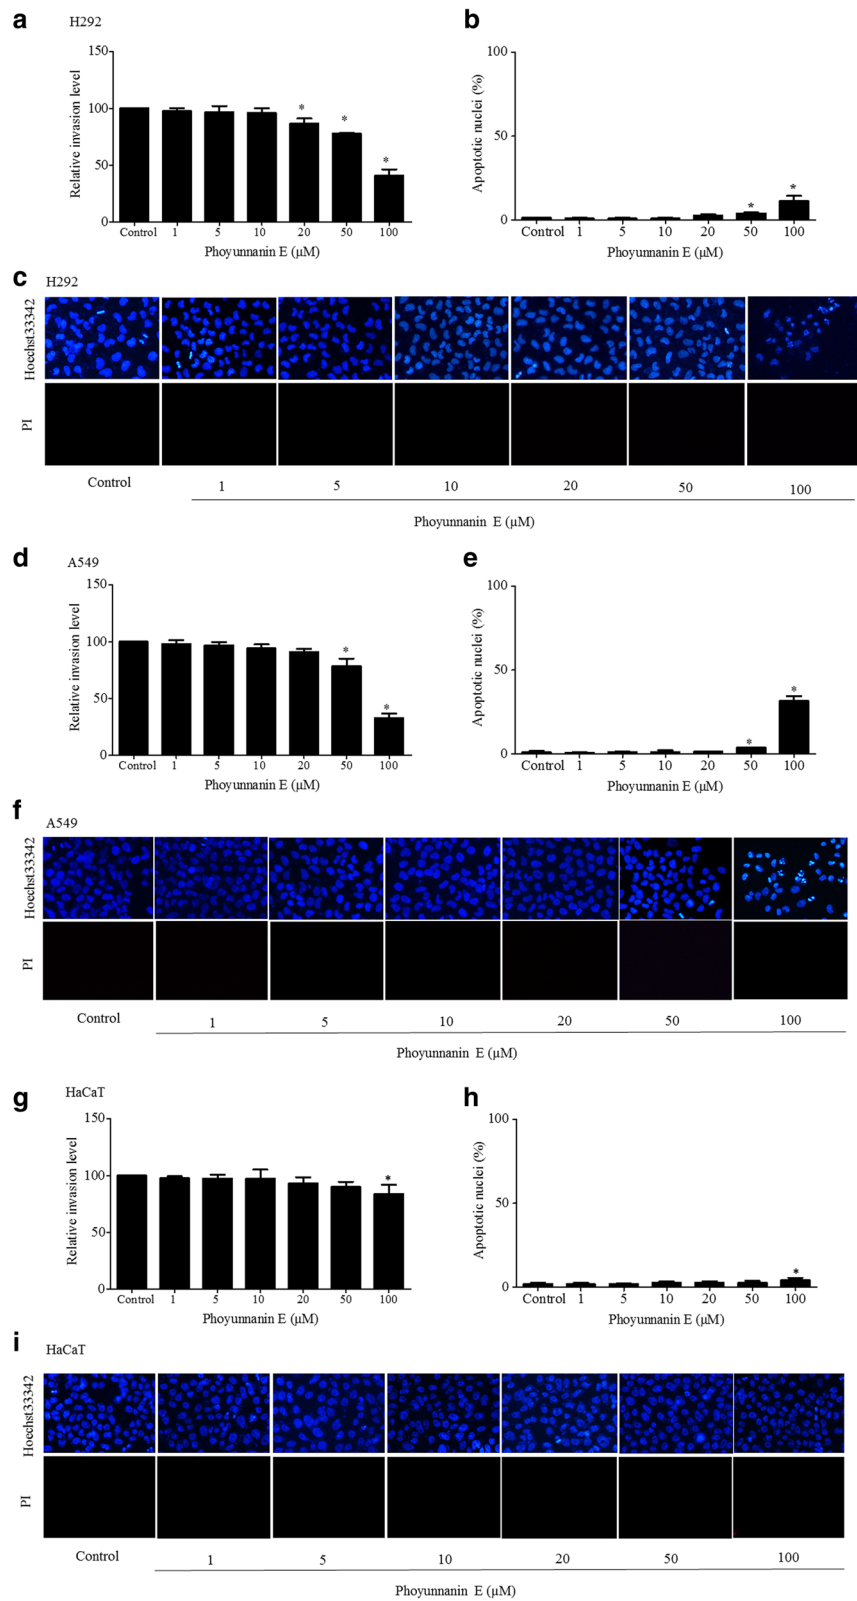 a
H292
150
100
50
0
Relative invasion level
* * *
Control 1 5 10 20 50 100
Phoyunnanin E (µM)
b
100
50
0
Apoptotic nuclei (%)
* *
Control 1 5 10 20 50 100
Phoyunnanin E (µM)
c
H292
Hoechst33342
PI
Control 1 5 10 20 50 100
Phoyunnanin E (µM)
d
A549
150
100
50
0
Relative invasion level
* *
Control 1 5 10 20 50 100
Phoyunnanin E (µM)
e
100
50
0
Apoptotic nuclei (%)
* *
Control 1 5 10 20 50 100
Phoyunnanin E (µM)
f
A549
Hoechst33342
PI
Control 1 5 10 20 50 100
Phoyunnanin E (µM)
g
HaCaT
150
100
50
0
Relative invasion level
*
Control 1 5 10 20 50 100
Phoyunnanin E (µM)
h
100
50
0
Apoptotic nuclei (%)
*
Control 1 5 10 20 50 100
Phoyunnanin E (µM)
i
HaCaT
Hoechst33342
PI
Control 1 5 10 20 50 100
Phoyunnanin E (µM)